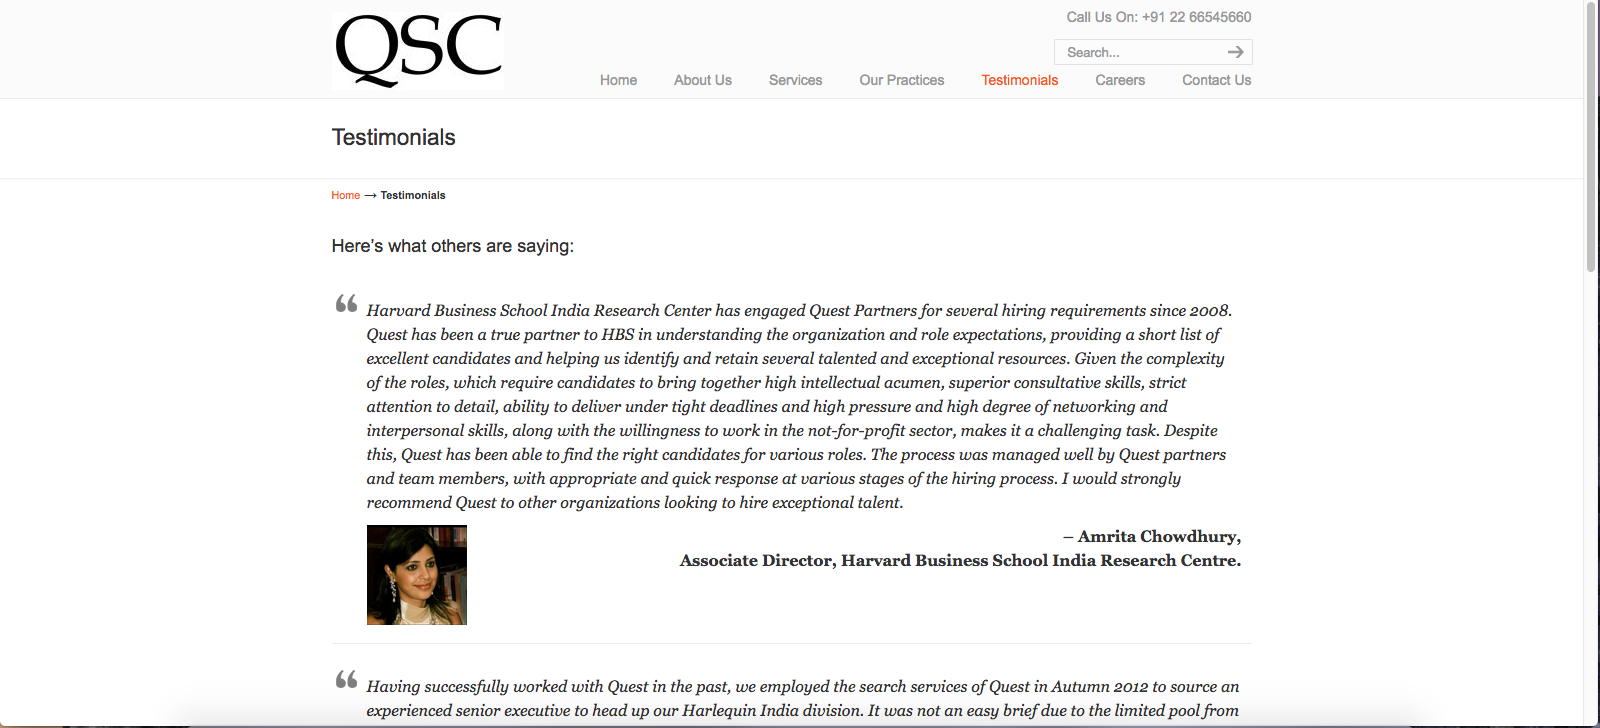 QSC
Call Us On: +91 22 66545660
Search...
Home About Us Services Our Practices Testimonials Careers Contact Us
Testimonials
Home → Testimonials
Here’s what others are saying:
“ Harvard Business School India Research Center has engaged Quest Partners for several hiring requirements since 2008.
Quest has been a true partner to HBS in understanding the organization and role expectations, providing a short list of
excellent candidates and helping us identify and retain several talented and exceptional resources. Given the complexity
of the roles, which require candidates to bring together high intellectual acumen, superior consultative skills, strict
attention to detail, ability to deliver under tight deadlines and high pressure and high degree of networking and
interpersonal skills, along with the willingness to work in the not-for-profit sector, makes it a challenging task. Despite
this, Quest has been able to find the right candidates for various roles. The process was managed well by Quest partners
and team members, with appropriate and quick response at various stages of the hiring process. I would strongly
recommend Quest to other organizations looking to hire exceptional talent.
– Amrita Chowdhury,
Associate Director, Harvard Business School India Research Centre.
“ Having successfully worked with Quest in the past, we employed the search services of Quest in Autumn 2012 to source an
experienced senior executive to head up our Harlequin India division. It was not an easy brief due to the limited pool from